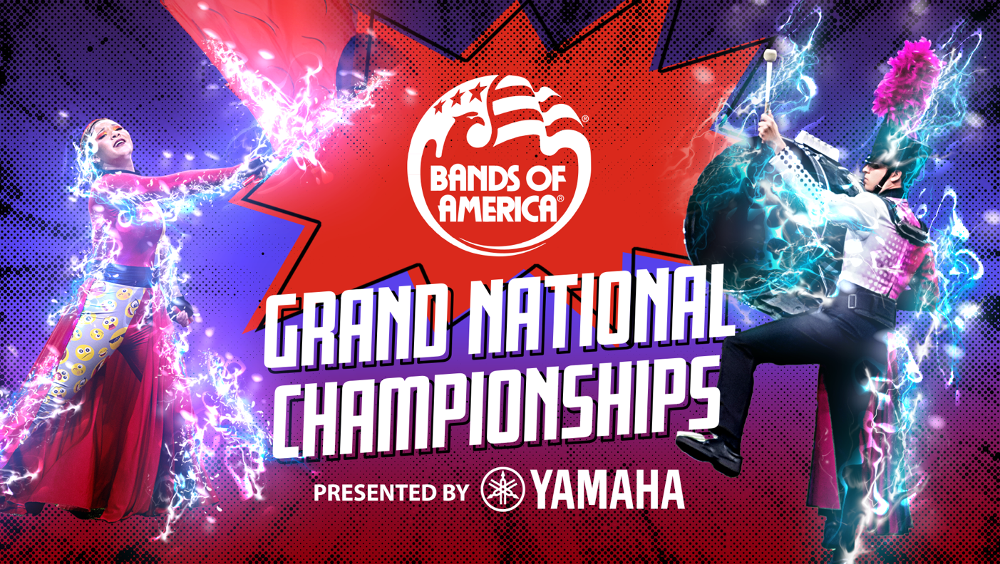 BANDS OF
AMERICA®
®
GRAND NATIONAL
CHAMPIONSHIPS
PRESENTED BY YAMAHA